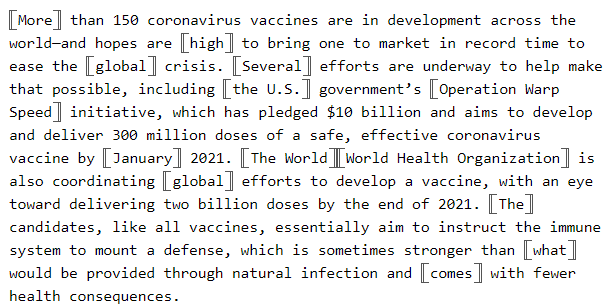 ⟦More⟧ than 150 coronavirus vaccines are in development across the
world—and hopes are ⟦high⟧ to bring one to market in record time to
ease the ⟦global⟧ crisis. ⟦Several⟧ efforts are underway to help make
that possible, including ⟦the U.S.⟧ government’s ⟦Operation Warp
Speed⟧ initiative, which has pledged $10 billion and aims to develop
and deliver 300 million doses of a safe, effective coronavirus
vaccine by ⟦January⟧ 2021. ⟦The World⟧⟦World Health Organization⟧ is
also coordinating ⟦global⟧ efforts to develop a vaccine, with an eye
toward delivering two billion doses by the end of 2021. ⟦The⟧
candidates, like all vaccines, essentially aim to instruct the immune
system to mount a defense, which is sometimes stronger than ⟦what⟧
would be provided through natural infection and ⟦comes⟧ with fewer
health consequences.